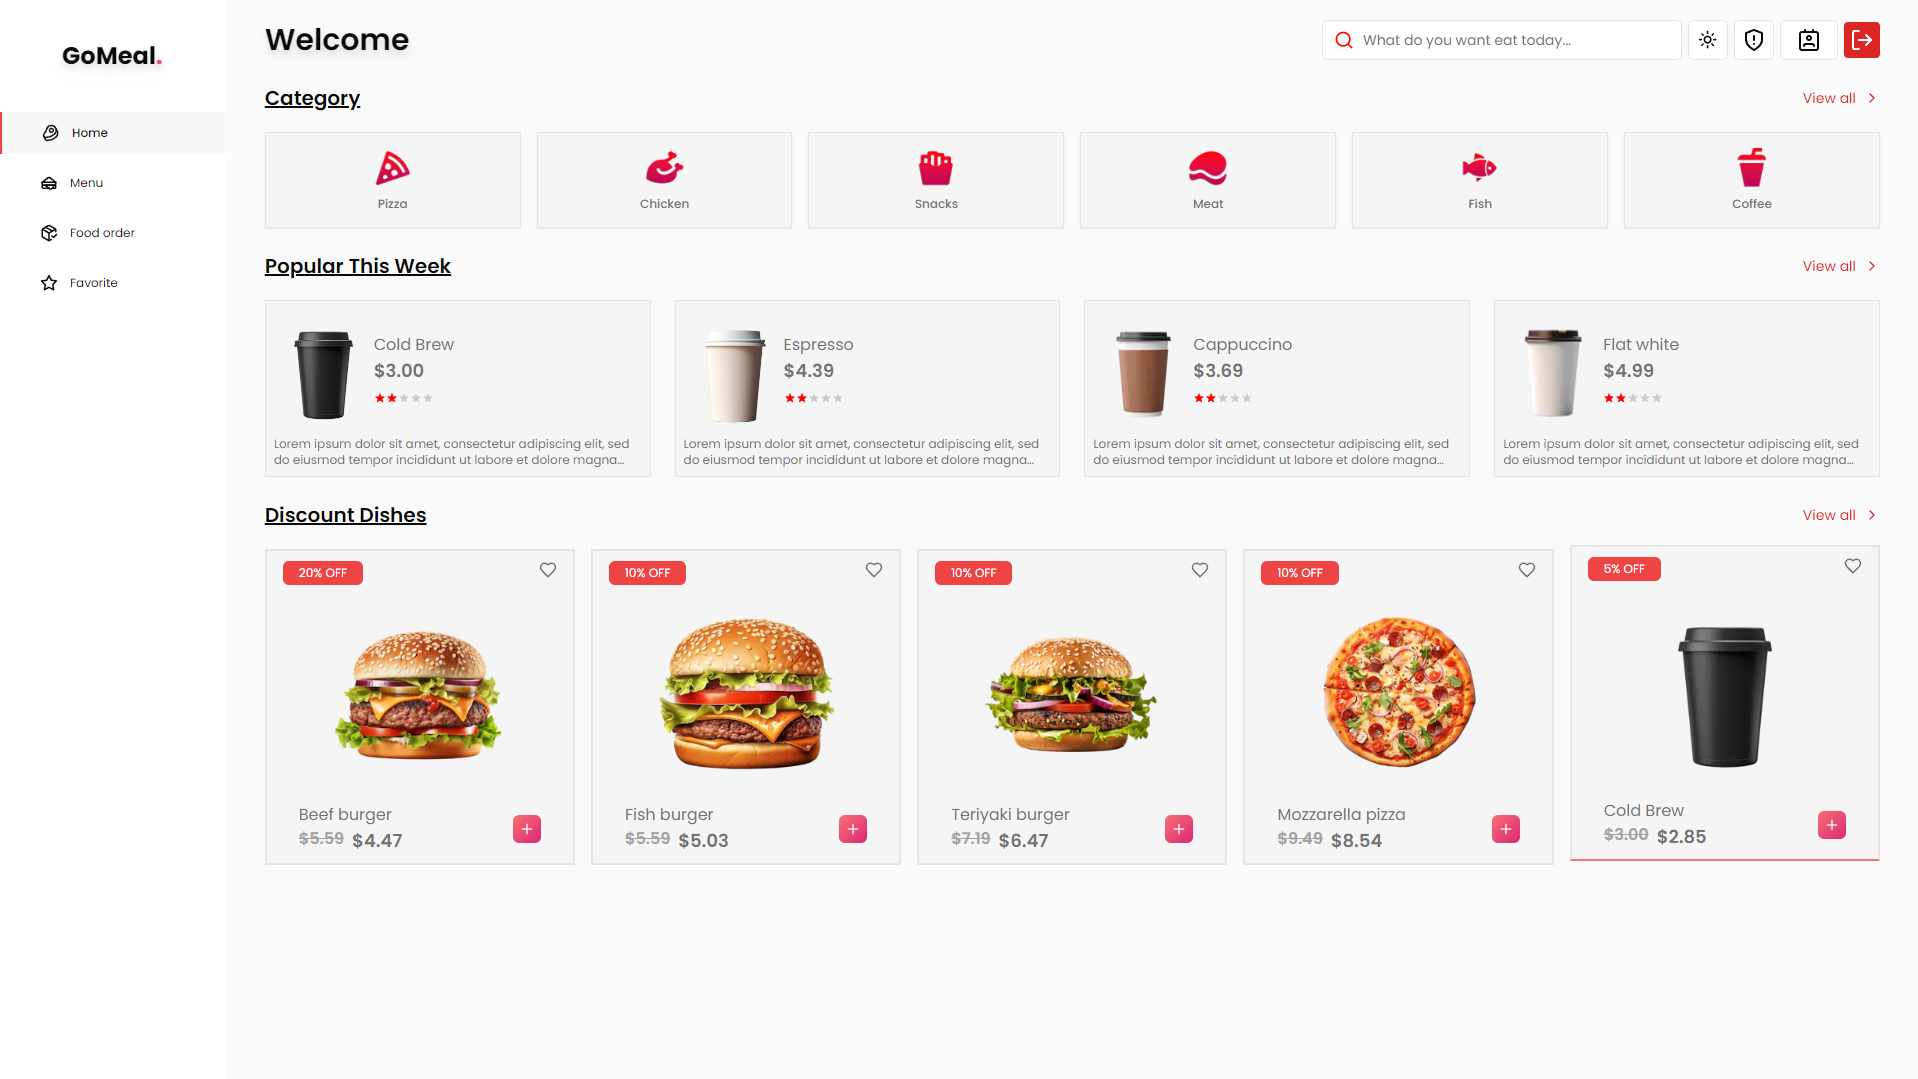 GoMeal.
Home
Menu
Food order
Favorite
Welcome
What do you want eat today...
Category
View all
Pizza
Chicken
Snacks
Meat
Fish
Coffee
Popular This Week
View all
Cold Brew
$3.00
Lorem ipsum dolor sit amet, consectetur adipiscing elit, sed
do eiusmod tempor incididunt ut labore et dolore magna...
Espresso
$4.39
Lorem ipsum dolor sit amet, consectetur adipiscing elit, sed
do eiusmod tempor incididunt ut labore et dolore magna...
Cappuccino
$3.69
Lorem ipsum dolor sit amet, consectetur adipiscing elit, sed
do eiusmod tempor incididunt ut labore et dolore magna...
Flat white
$4.99
Lorem ipsum dolor sit amet, consectetur adipiscing elit, sed
do eiusmod tempor incididunt ut labore et dolore magna...
Discount Dishes
View all
20% OFF
Beef burger
$5.59 $4.47
10% OFF
Fish burger
$5.59 $5.03
10% OFF
Teriyaki burger
$7.19 $6.47
10% OFF
Mozzarella pizza
$9.49 $8.54
5% OFF
Cold Brew
$3.00 $2.85